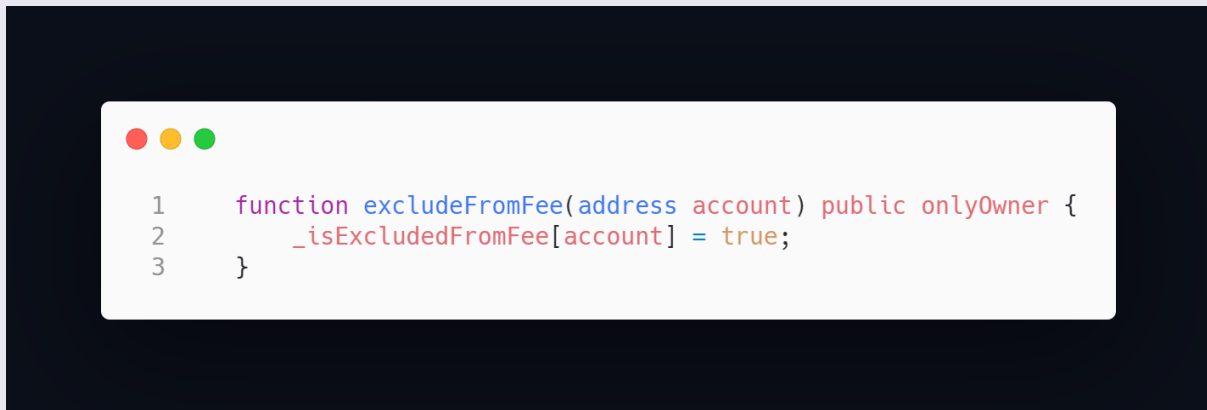 1 function excludeFromFee(address account) public onlyOwner {
2 _isExcludedFromFee[account] = true;
3 }